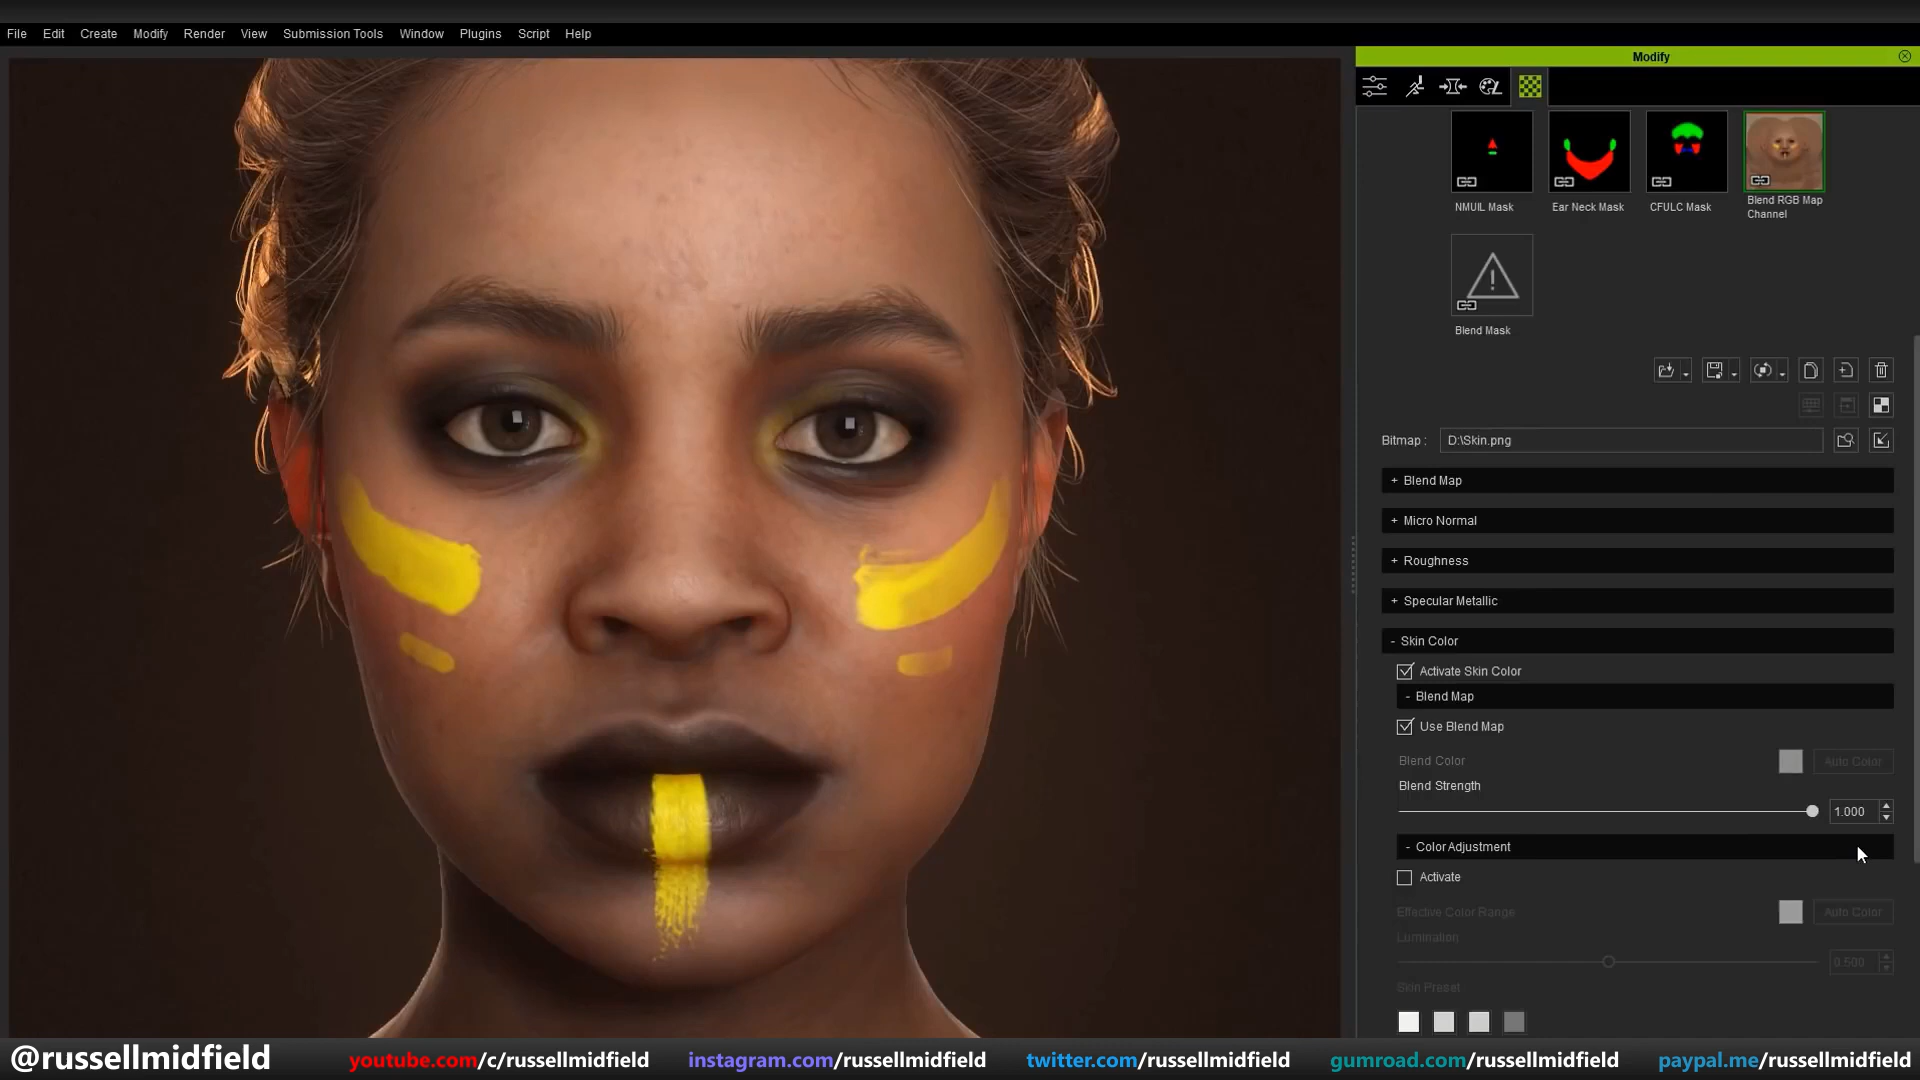 File Edit Create Modify Render View Submission Tools Window Plugins Script Help
Modify
NMUIL Mask
Ear Neck Mask
CFULC Mask
Blend RGB Map
Channel
Blend Mask
Bitmap : D:\Skin.png
+ Blend Map
+ Micro Normal
+ Roughness
+ Specular Metallic
- Skin Color
Activate Skin Color
- Blend Map
Use Blend Map
Blend Color Auto Color
Blend Strength
1.000
- Color Adjustment
Activate
Effective Color Range Auto Color
Lumination
0.500
Skin Preset
@russellmidfield youtube.com/c/russellmidfield instagram.com/russellmidfield twitter.com/russellmidfield gumroad.com/russellmidfield paypal.me/russellmidfield